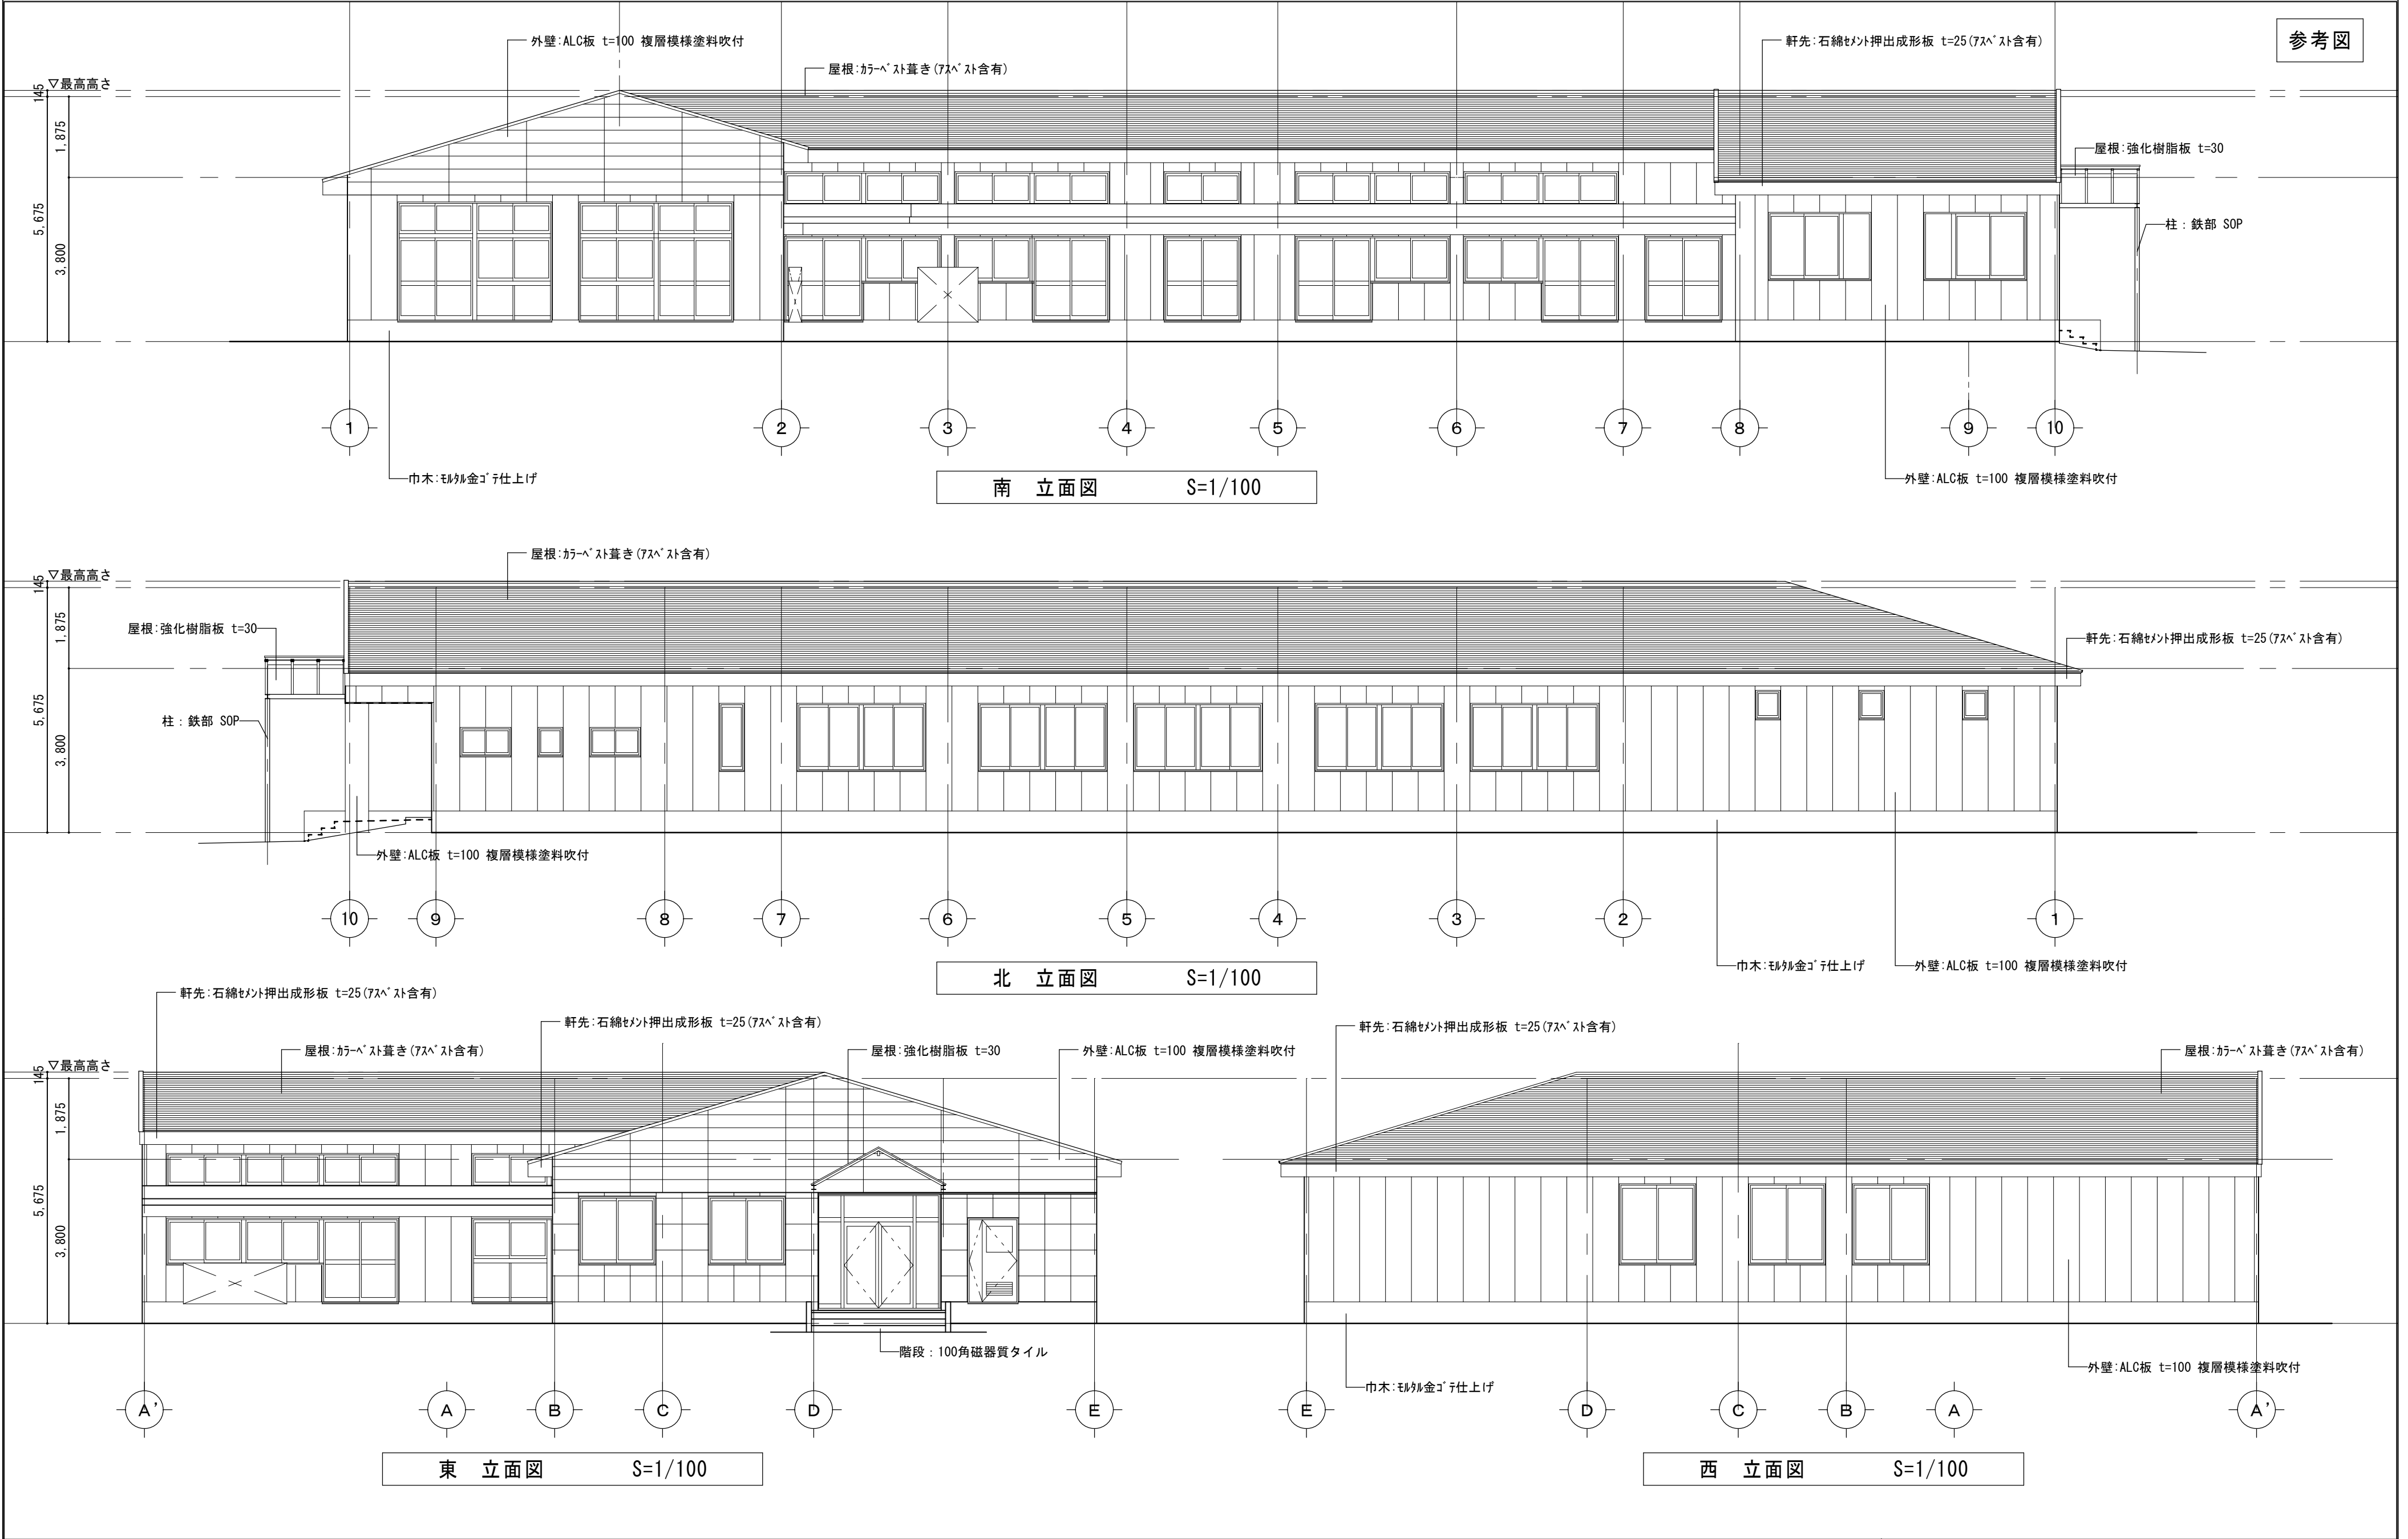 参考図
外壁:ALC板 t=100 複層模様塗料吹付
軒先:石綿ｾﾒﾝﾄ押出成形板 t=25(ｱｽﾍﾞｽﾄ含有)
屋根:ｶﾗｰﾍﾞｽﾄ葺き(ｱｽﾍﾞｽﾄ含有)
▽最高高さ
145
1,875
5,675
3,800
屋根:強化樹脂板 t=30
柱：鉄部 SOP
1 2 3 4 5 6 7 8 9 10
巾木:ﾓﾙﾀﾙ金ｺﾞﾃ仕上げ
外壁:ALC板 t=100 複層模様塗料吹付
南 立面図 S=1/100
屋根:ｶﾗｰﾍﾞｽﾄ葺き(ｱｽﾍﾞｽﾄ含有)
▽最高高さ
145
1,875
5,675
3,800
屋根:強化樹脂板 t=30
軒先:石綿ｾﾒﾝﾄ押出成形板 t=25(ｱｽﾍﾞｽﾄ含有)
柱：鉄部 SOP
外壁:ALC板 t=100 複層模様塗料吹付
10 9 8 7 6 5 4 3 2 1
巾木:ﾓﾙﾀﾙ金ｺﾞﾃ仕上げ
外壁:ALC板 t=100 複層模様塗料吹付
北 立面図 S=1/100
軒先:石綿ｾﾒﾝﾄ押出成形板 t=25(ｱｽﾍﾞｽﾄ含有)
軒先:石綿ｾﾒﾝﾄ押出成形板 t=25(ｱｽﾍﾞｽﾄ含有)
屋根:ｶﾗｰﾍﾞｽﾄ葺き(ｱｽﾍﾞｽﾄ含有)
屋根:強化樹脂板 t=30
外壁:ALC板 t=100 複層模様塗料吹付
▽最高高さ
145
1,875
5,675
3,800
階段：100角磁器質タイル
A' A B C D E
東 立面図 S=1/100
軒先:石綿ｾﾒﾝﾄ押出成形板 t=25(ｱｽﾍﾞｽﾄ含有)
屋根:ｶﾗｰﾍﾞｽﾄ葺き(ｱｽﾍﾞｽﾄ含有)
外壁:ALC板 t=100 複層模様塗料吹付
巾木:ﾓﾙﾀﾙ金ｺﾞﾃ仕上げ
E D C B A A'
西 立面図 S=1/100